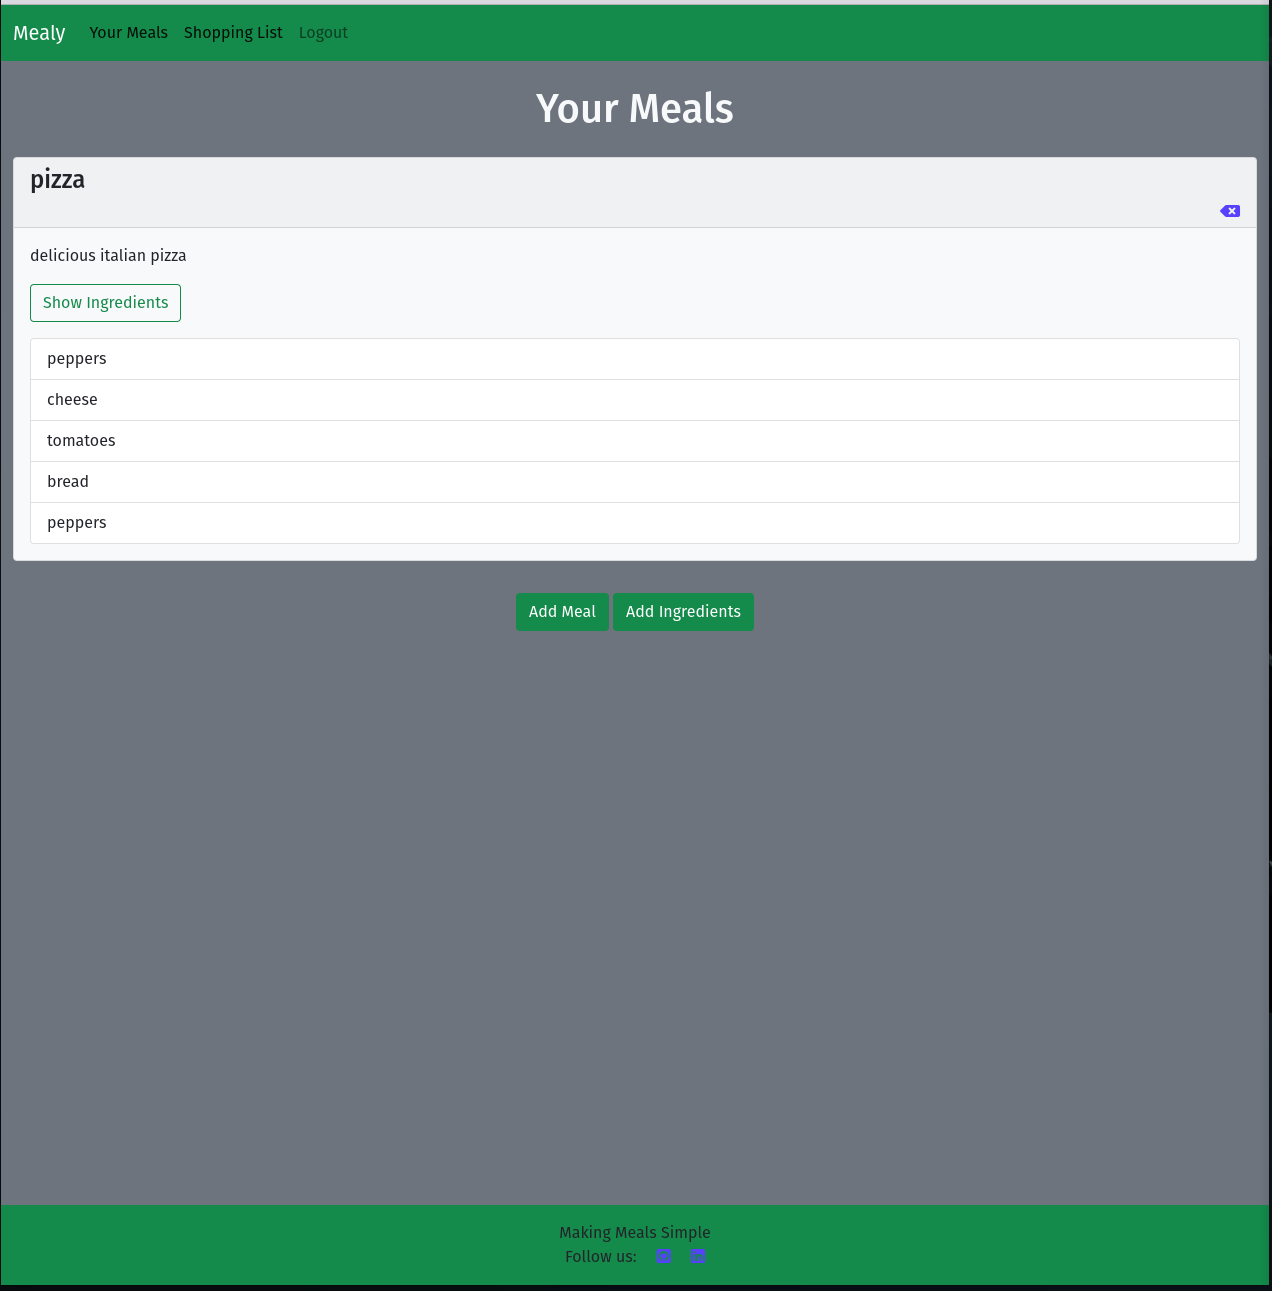 Mealy Your Meals Shopping List Logout
Your Meals
pizza
delicious italian pizza
Show Ingredients
peppers
cheese
tomatoes
bread
peppers
Add Meal Add Ingredients
Making Meals Simple
Follow us: